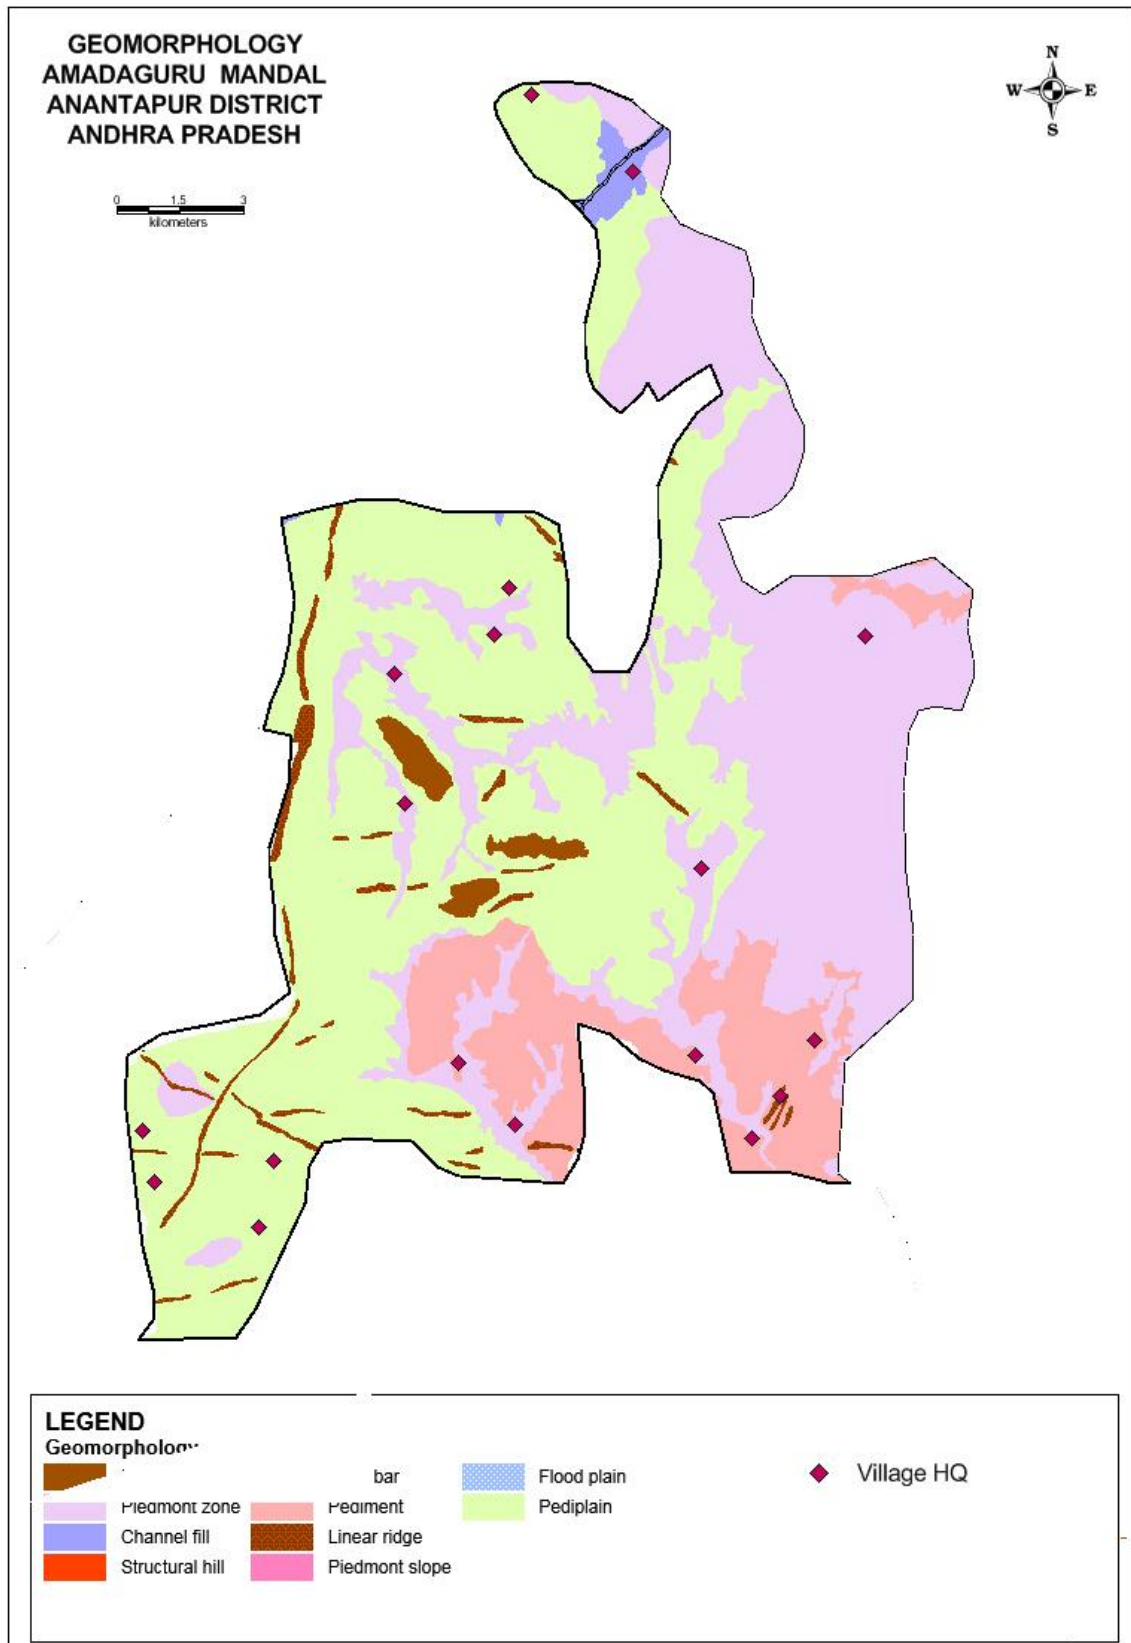 GEOMORPHOLOGY
AMADAGURU MANDAL
ANANTAPUR DISTRICT
ANDHRA PRADESH
N
W E
S
0 1.5 3
kilometers
LEGEND
Geomorphology
bar Flood plain Village HQ
Piedmont zone Pediment Pediplain
Channel fill Linear ridge
Structural hill Piedmont slope